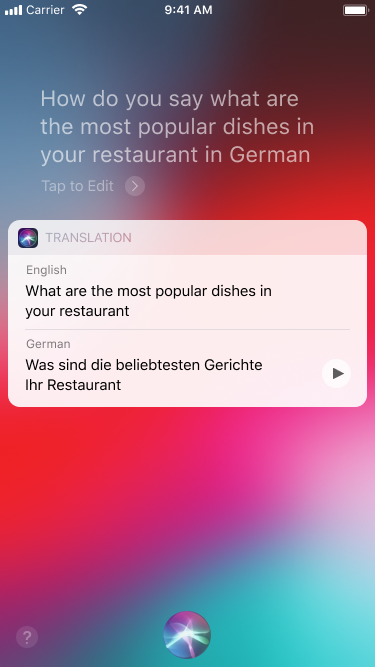 Carrier 9:41 AM
How do you say what are
the most popular dishes in
your restaurant in German
Tap to Edit
TRANSLATION
English
What are the most popular dishes in
your restaurant
German
Was sind die beliebtesten Gerichte
Ihr Restaurant
?